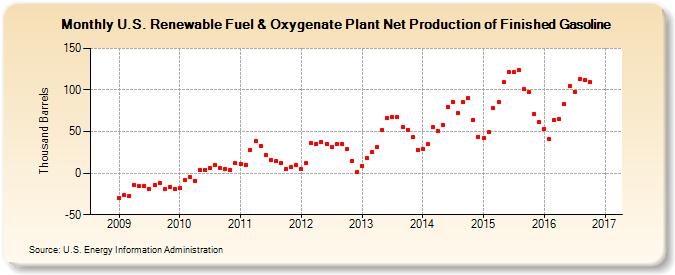 Monthly U.S. Renewable Fuel & Oxygenate Plant Net Production of Finished Gasoline
Thousand Barrels
150
100
50
0
-50
2009 2010 2011 2012 2013 2014 2015 2016 2017
Source: U.S. Energy Information Administration